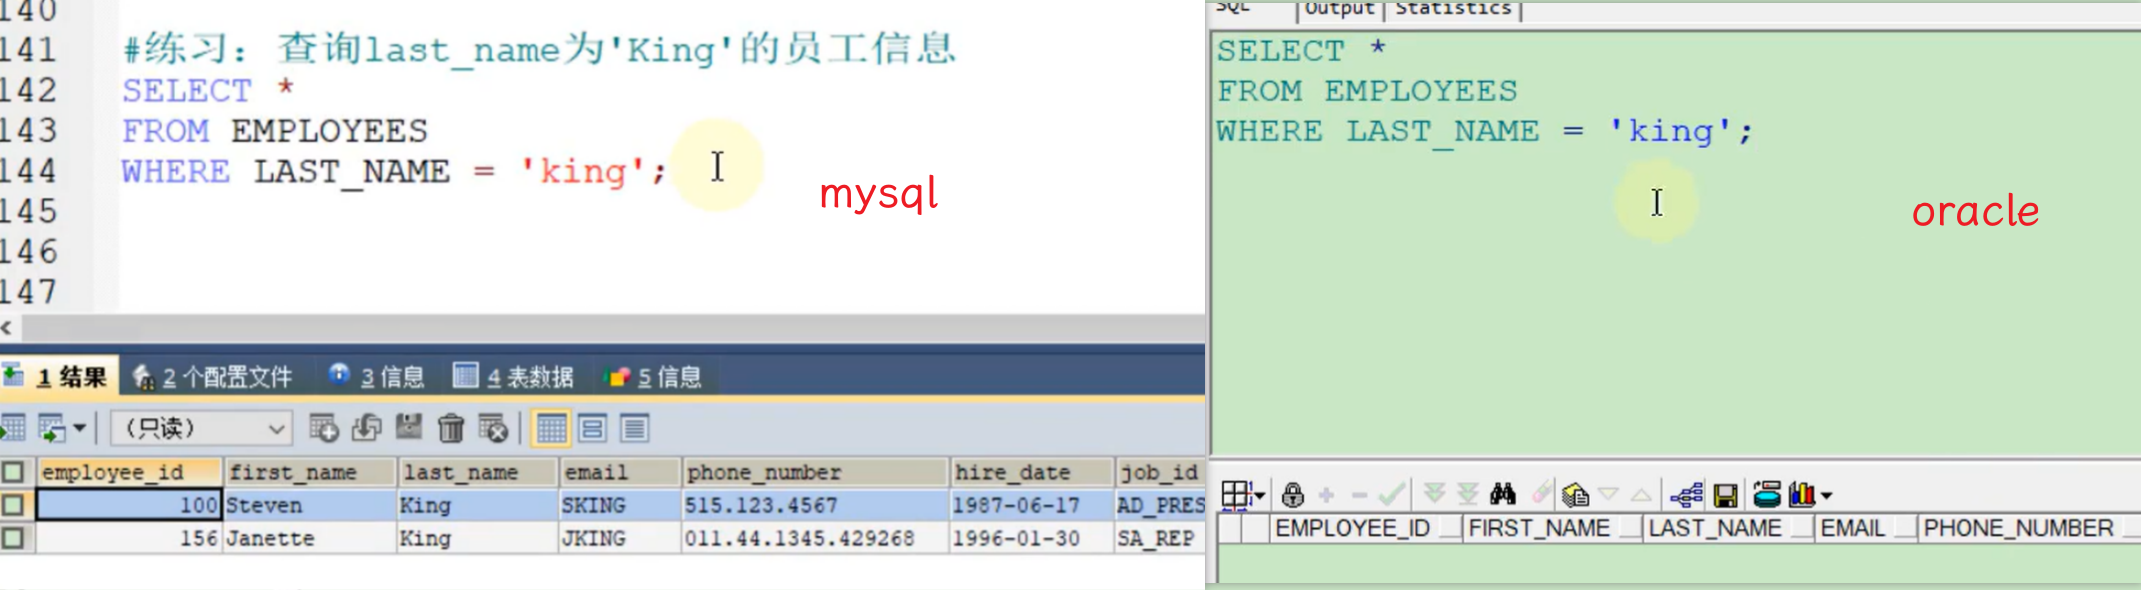 140
141 #练习：查询last_name为'King'的员工信息
142 SELECT *
143 FROM EMPLOYEES
144 WHERE LAST_NAME = 'king';
mysql
145
146
147
1 结果 2 个配置文件 3 信息 4 表数据 5 信息
(只读)
employee_id first_name last_name email phone_number hire_date job_id
100 Steven King SKING 515.123.4567 1987-06-17 AD_PRES
156 Janette King JKING 011.44.1345.429268 1996-01-30 SA_REP
SQL Output Statistics
SELECT *
FROM EMPLOYEES
WHERE LAST_NAME = 'king';
oracle
EMPLOYEE_ID FIRST_NAME LAST_NAME EMAIL PHONE_NUMBER